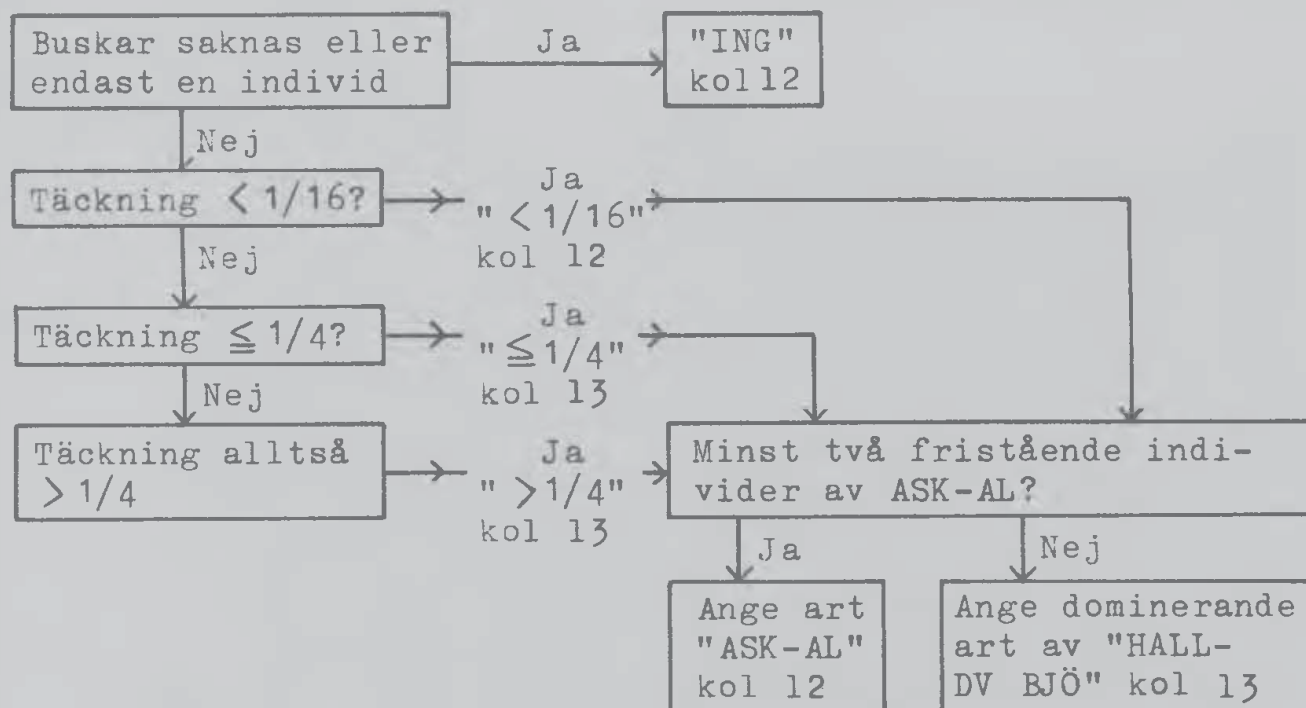 Buskar saknas eller
endast en individ
Ja
"ING"
kol 12
Nej
Täckning < 1/16?
Ja
" < 1/16"
kol 12
Nej
Täckning ≦ 1/4?
Ja
" ≦ 1/4"
kol 13
Nej
Täckning alltså
> 1/4
Ja
" > 1/4"
kol 13
Minst två fristående indi-
vider av ASK-AL?
Ja
Nej
Ange art
"ASK-AL"
kol 12
Ange dominerande
art av "HALL-
DV BJÖ" kol 13